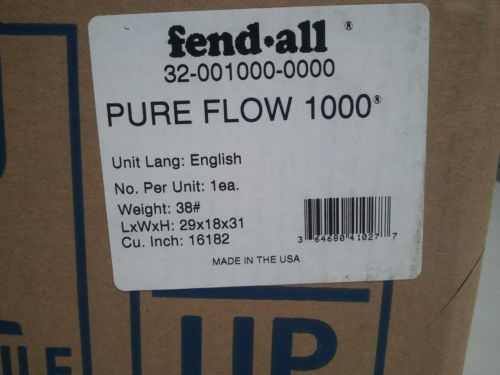 fend·all ®
32-001000-0000
PURE FLOW 1000®
Unit Lang: English
No. Per Unit: 1ea.
Weight: 38#
LxWxH: 29x18x31
Cu. Inch: 16182
3 64680 41027 7
MADE IN THE USA
UP